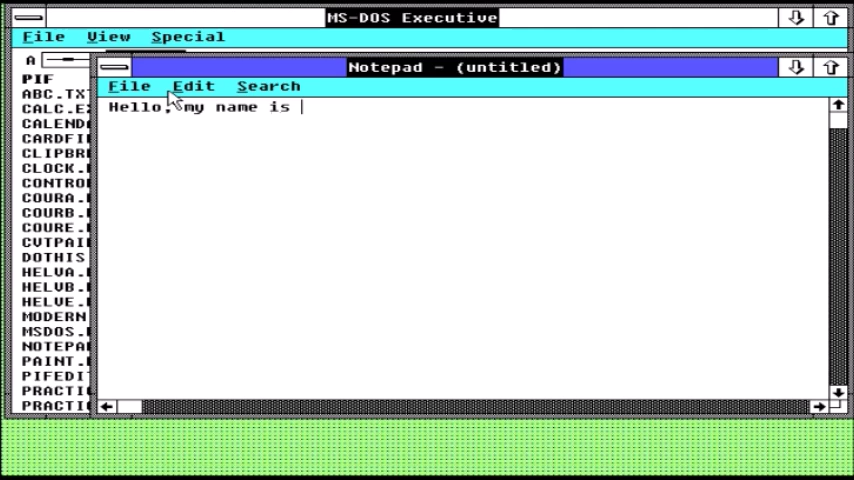 MS-DOS Executive
File View Special
A
Notepad - (untitled)
File Edit Search
Hello, my name is
PIF
ABC.TX
CALC.E
CALEND
CARDFI
CLIPBR
CLOCK.
CONTRO
COURA.
COURB.
COURE.
CVTPAI
DOTHIS
HELVA.
HELVB.
HELVE.
MODERN
MSDOS.
NOTEPA
PAINT.
PIFEDI
PRACTI
PRACTI